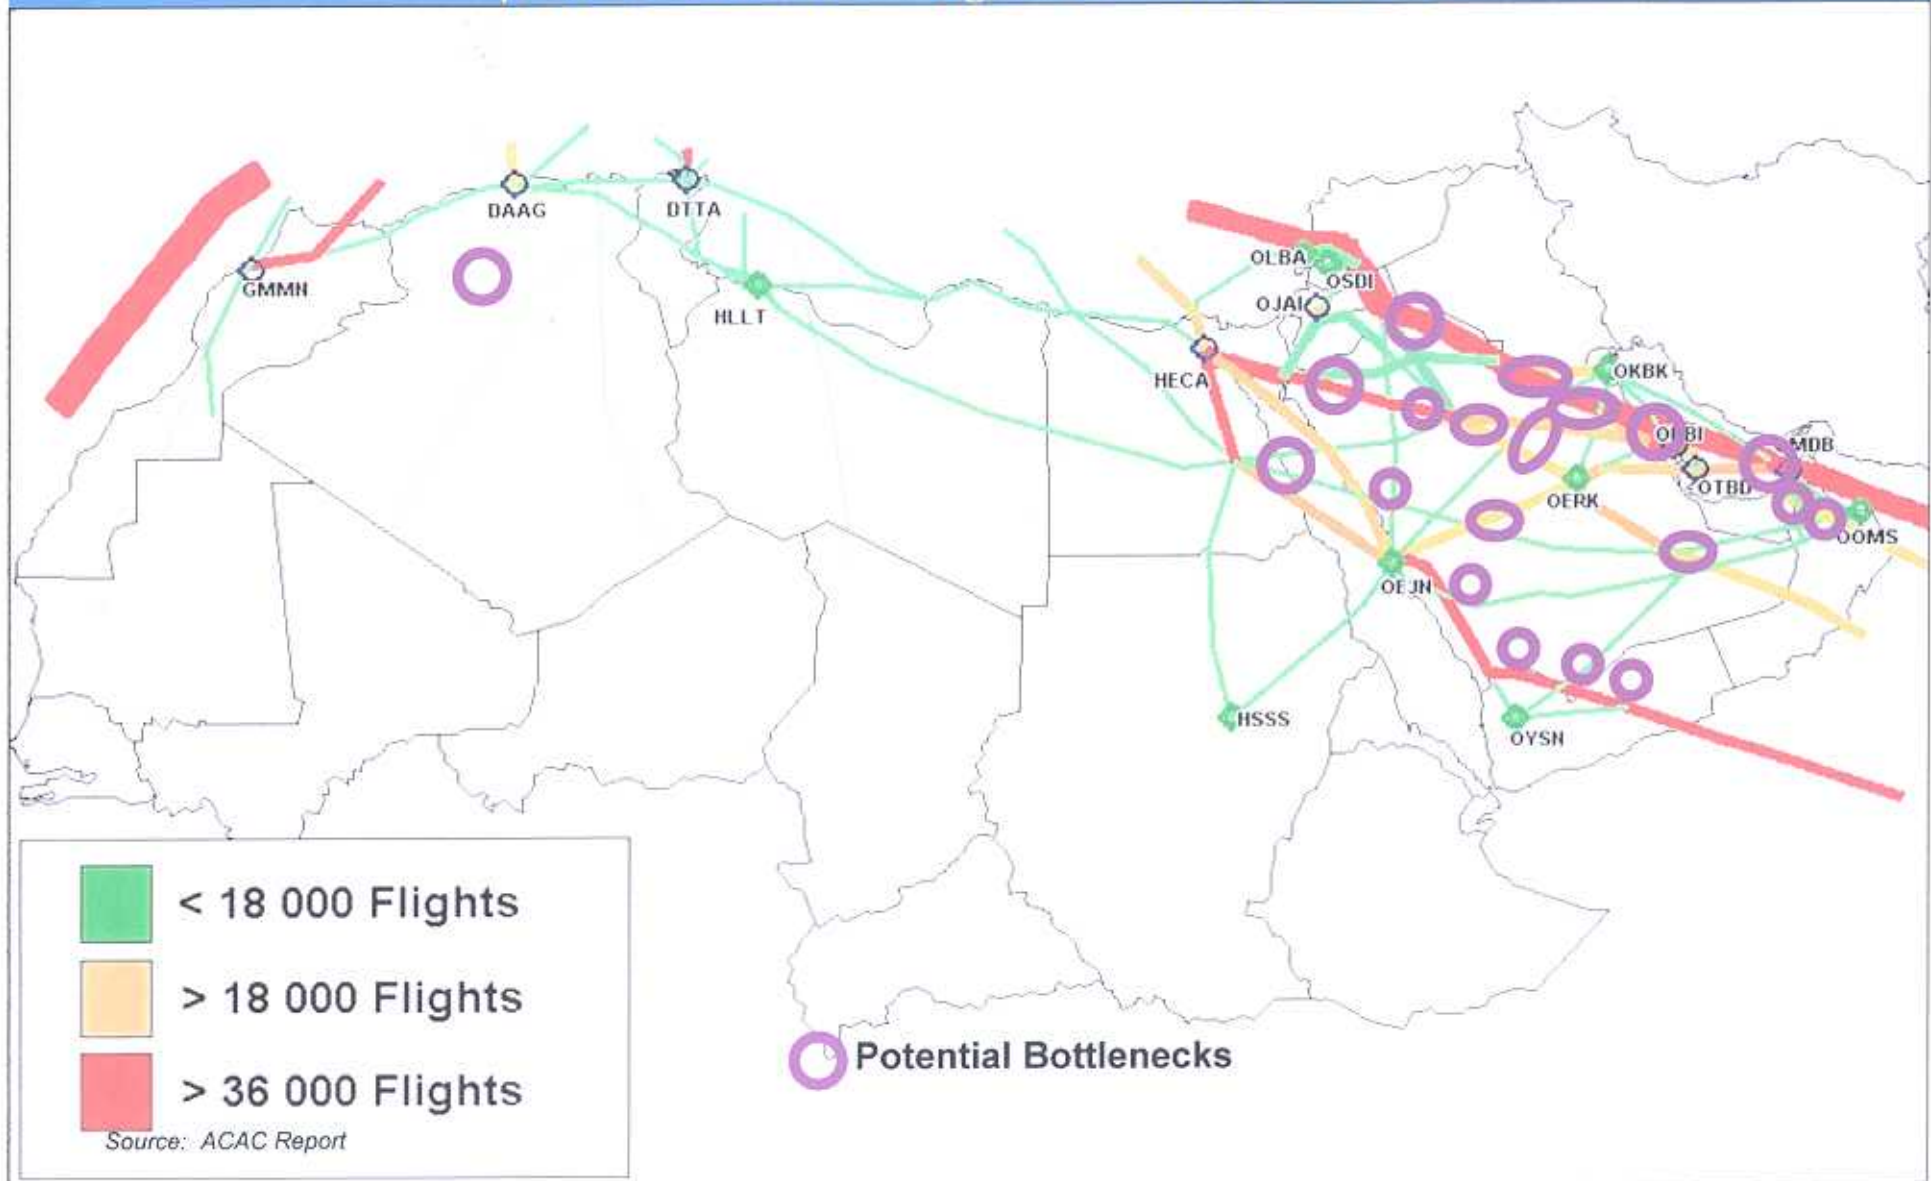 DAAG
DTTA
OLBA
OSDI
GMMN
OJAI
HLLT
HECA
OKBK
MDB
OTBD
OERK
OOMS
OEJN
HSSS
OYSN
< 18 000 Flights
> 18 000 Flights
> 36 000 Flights
Source: ACAC Report
Potential Bottlenecks